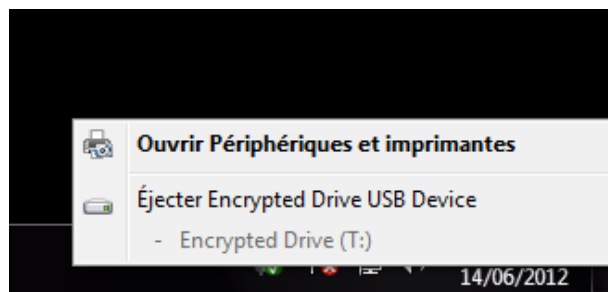 Ouvrir Périphériques et imprimantes
Éjecter Encrypted Drive USB Device
- Encrypted Drive (T:)
14/06/2012